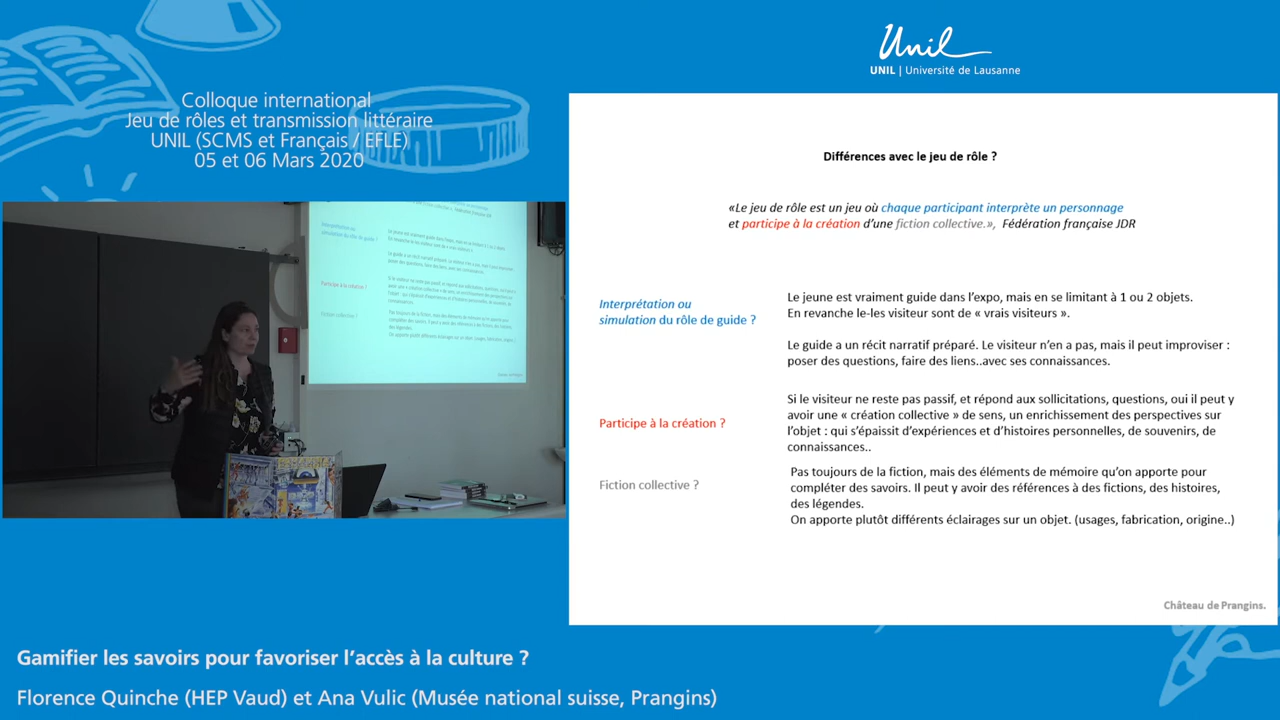 Unil
UNIL | Université de Lausanne
Colloque international
Jeu de rôles et transmission littéraire
UNIL (SCMS et Français / EFLE)
05 et 06 Mars 2020
Différences avec le jeu de rôle ?
«Le jeu de rôle est un jeu où chaque participant interprète un personnage
et participe à la création d’une fiction collective.», Fédération française JDR
Interprétation ou
simulation du rôle de guide ?
Le jeune est vraiment guide dans l’expo, mais en se limitant à 1 ou 2 objets.
En revanche le-les visiteur sont de « vrais visiteurs ».
Le guide a un récit narratif préparé. Le visiteur n’en a pas, mais il peut improviser :
poser des questions, faire des liens..avec ses connaissances.
Participe à la création ?
Si le visiteur ne reste pas passif, et répond aux sollicitations, questions, oui il peut y
avoir une « création collective » de sens, un enrichissement des perspectives sur
l’objet : qui s’épaissit d’expériences et d’histoires personnelles, de souvenirs, de
connaissances..
Fiction collective ?
Pas toujours de la fiction, mais des éléments de mémoire qu’on apporte pour
compléter des savoirs. Il peut y avoir des références à des fictions, des histoires,
des légendes.
On apporte plutôt différents éclairages sur un objet. (usages, fabrication, origine..)
Château de Prangins.
Gamifier les savoirs pour favoriser l’accès à la culture ?
Florence Quinche (HEP Vaud) et Ana Vulic (Musée national suisse, Prangins)